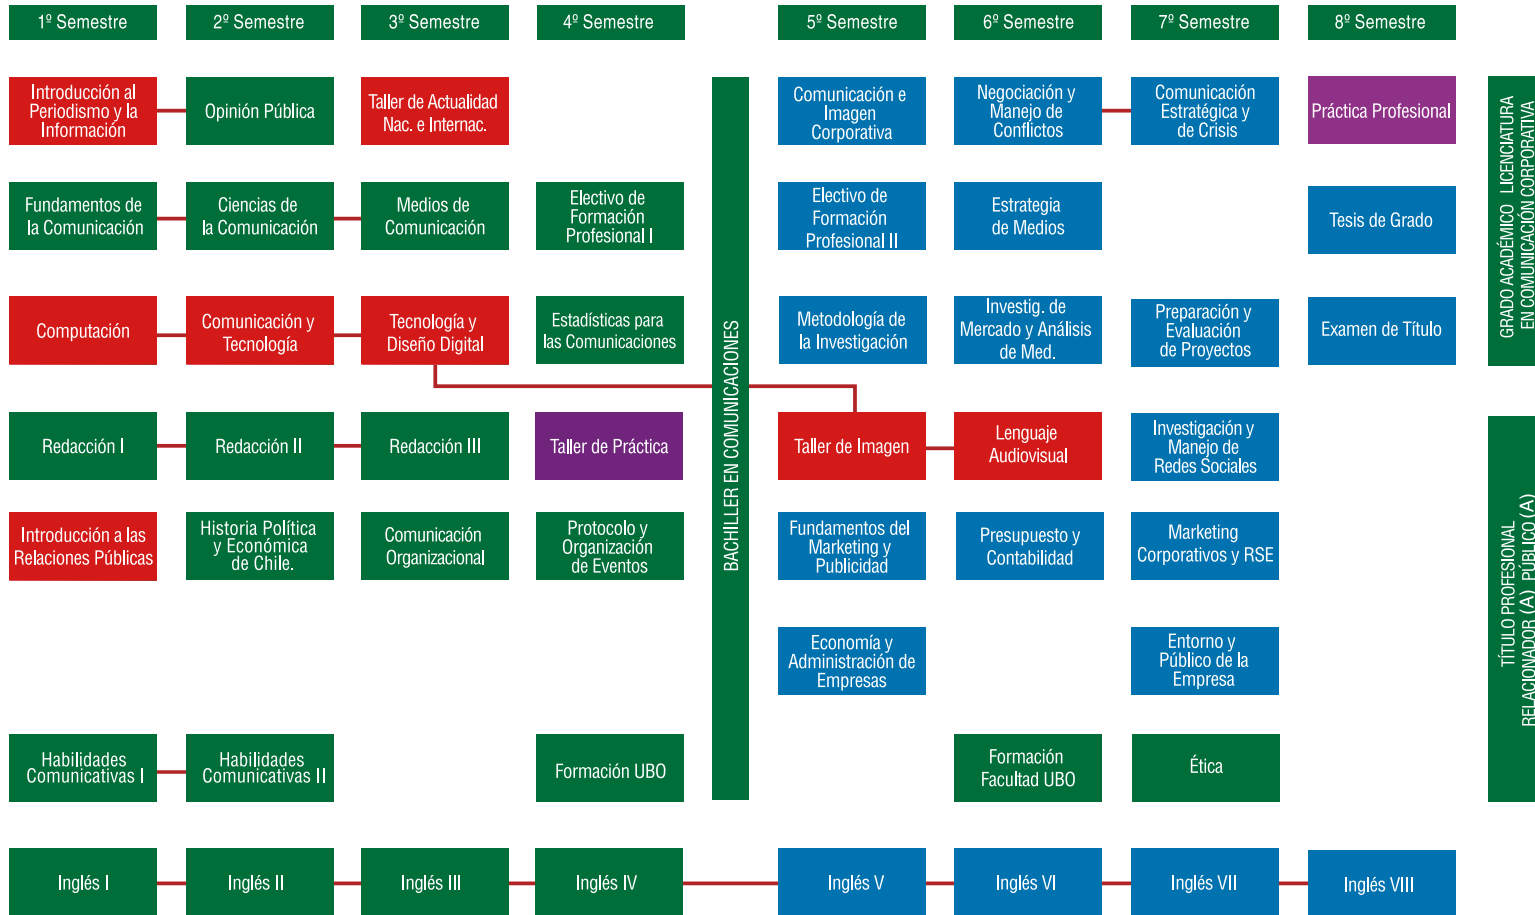 1º Semestre
2º Semestre
3º Semestre
4º Semestre
5º Semestre
6º Semestre
7º Semestre
8º Semestre
Introducción al
Periodismo y la
Información
Opinión Pública
Taller de Actualidad
Nac. e Internac.
Comunicación e
Imagen
Corporativa
Negociación y
Manejo de
Conflictos
Comunicación
Estratégica y
de Crisis
Práctica Profesional
Fundamentos de
la Comunicación
Ciencias de
la Comunicación
Medios de
Comunicación
Electivo de
Formación
Profesional I
Electivo de
Formación
Profesional II
Estrategia
de Medios
Tesis de Grado
Computación
Comunicación y
Tecnología
Tecnología y
Diseño Digital
Estadísticas para
las Comunicaciones
Metodología de
la Investigación
Investig. de
Mercado y Análisis
de Med.
Preparación y
Evaluación
de Proyectos
Examen de Título
Redacción I
Redacción II
Redacción III
Taller de Práctica
Taller de Imagen
Lenguaje
Audiovisual
Investigación y
Manejo de
Redes Sociales
Introducción a las
Relaciones Públicas
Historia Política
y Económica
de Chile.
Comunicación
Organizacional
Protocolo y
Organización
de Eventos
Fundamentos del
Marketing y
Publicidad
Presupuesto y
Contabilidad
Marketing
Corporativos y RSE
Economía y
Administración de
Empresas
Entorno y
Público de la
Empresa
Habilidades
Comunicativas I
Habilidades
Comunicativas II
Formación UBO
Formación
Facultad UBO
Ética
Inglés I
Inglés II
Inglés III
Inglés IV
Inglés V
Inglés VI
Inglés VII
Inglés VIII
BACHILLER EN COMUNICACIONES
GRADO ACADÉMICO LICENCIATURA
EN COMUNICACIÓN CORPORATIVA
TÍTULO PROFESIONAL
RELACIONADOR (A) PÚBLICO (A)